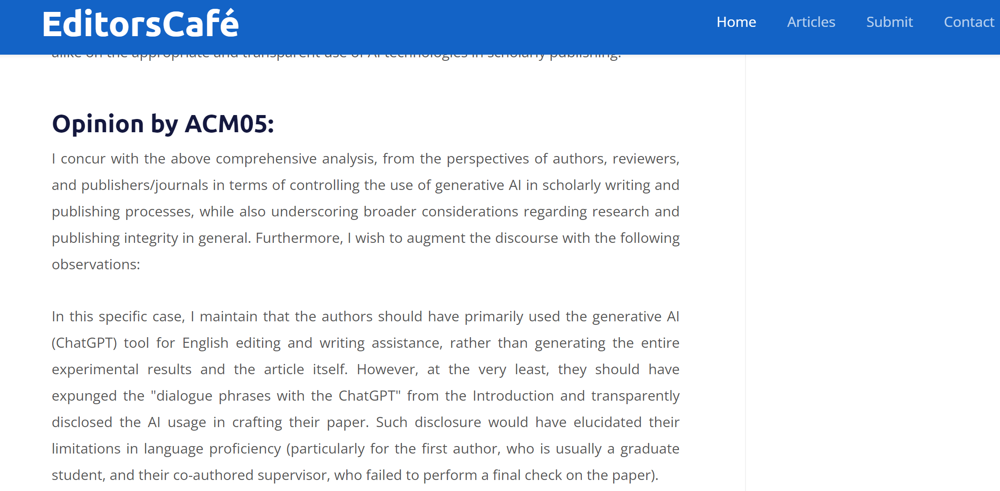 EditorsCafé
Home Articles Submit Contact
alike on the appropriate and transparent use of AI technologies in scholarly publishing.
Opinion by ACM05:
I concur with the above comprehensive analysis, from the perspectives of authors, reviewers,
and publishers/journals in terms of controlling the use of generative AI in scholarly writing and
publishing processes, while also underscoring broader considerations regarding research and
publishing integrity in general. Furthermore, I wish to augment the discourse with the following
observations:
In this specific case, I maintain that the authors should have primarily used the generative AI
(ChatGPT) tool for English editing and writing assistance, rather than generating the entire
experimental results and the article itself. However, at the very least, they should have
expunged the "dialogue phrases with the ChatGPT" from the Introduction and transparently
disclosed the AI usage in crafting their paper. Such disclosure would have elucidated their
limitations in language proficiency (particularly for the first author, who is usually a graduate
student, and their co-authored supervisor, who failed to perform a final check on the paper).